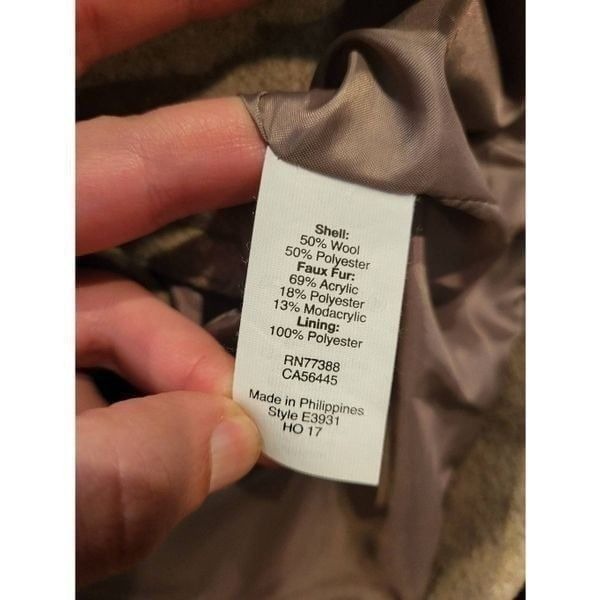 Shell:
50% Wool
50% Polyester
Faux Fur:
69% Acrylic
18% Polyester
13% Modacrylic
Lining:
100% Polyester
RN77388
CA56445
Made in Philippines
Style E3931
HO 17